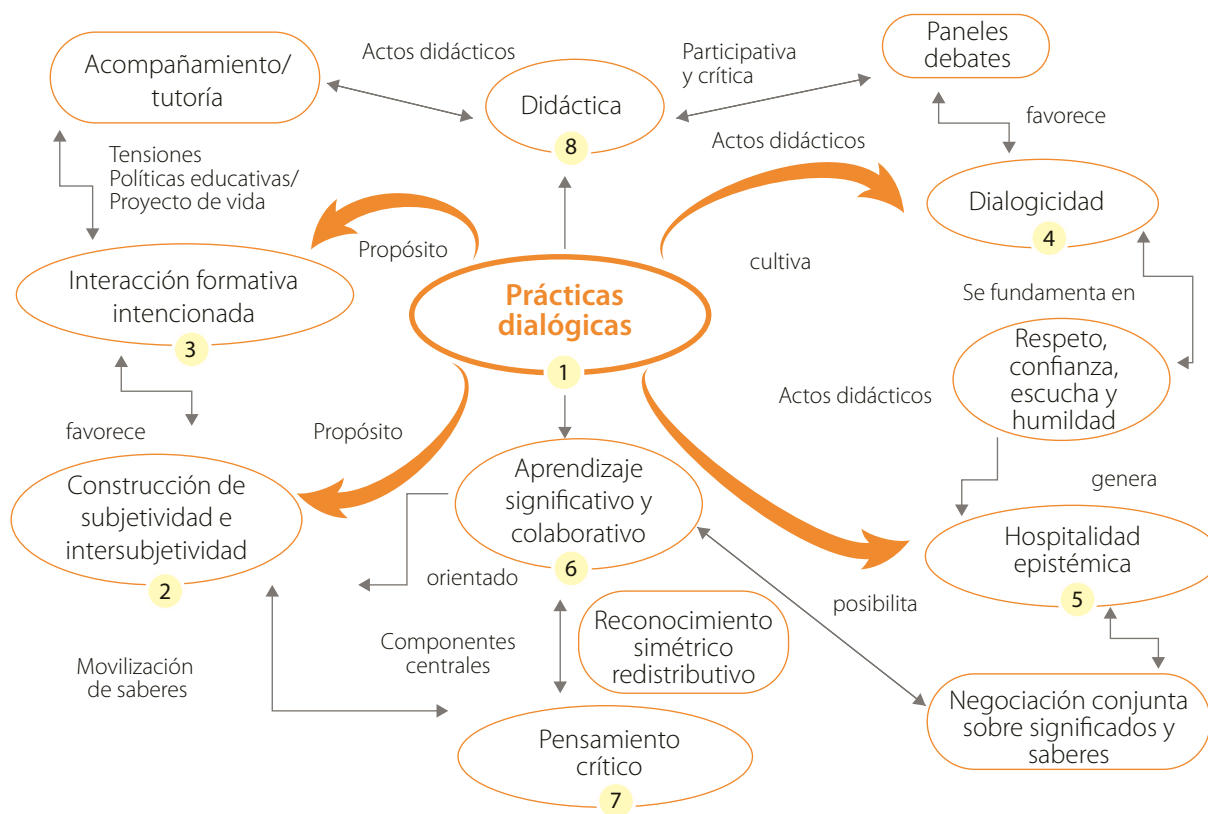 Acompañamiento/
tutoría
Actos didácticos
Didáctica
8
Participativa
y crítica
Paneles
debates
favorece
Actos didácticos
Dialogicidad
4
Tensiones
Políticas educativas/
Proyecto de vida
Propósito
cultiva
Interacción formativa
intencionada
3
Prácticas
dialógicas
1
Se fundamenta en
Respeto,
confianza,
escucha y
humildad
Actos didácticos
favorece
Propósito
Construcción de
subjetividad e
intersubjetividad
2
Aprendizaje
significativo y
colaborativo
6
genera
Hospitalidad
epistémica
5
orientado
posibilita
Componentes
centrales
Reconocimiento
simétrico
redistributivo
Movilización
de saberes
Negociación conjunta
sobre significados y
saberes
Pensamiento
crítico
7